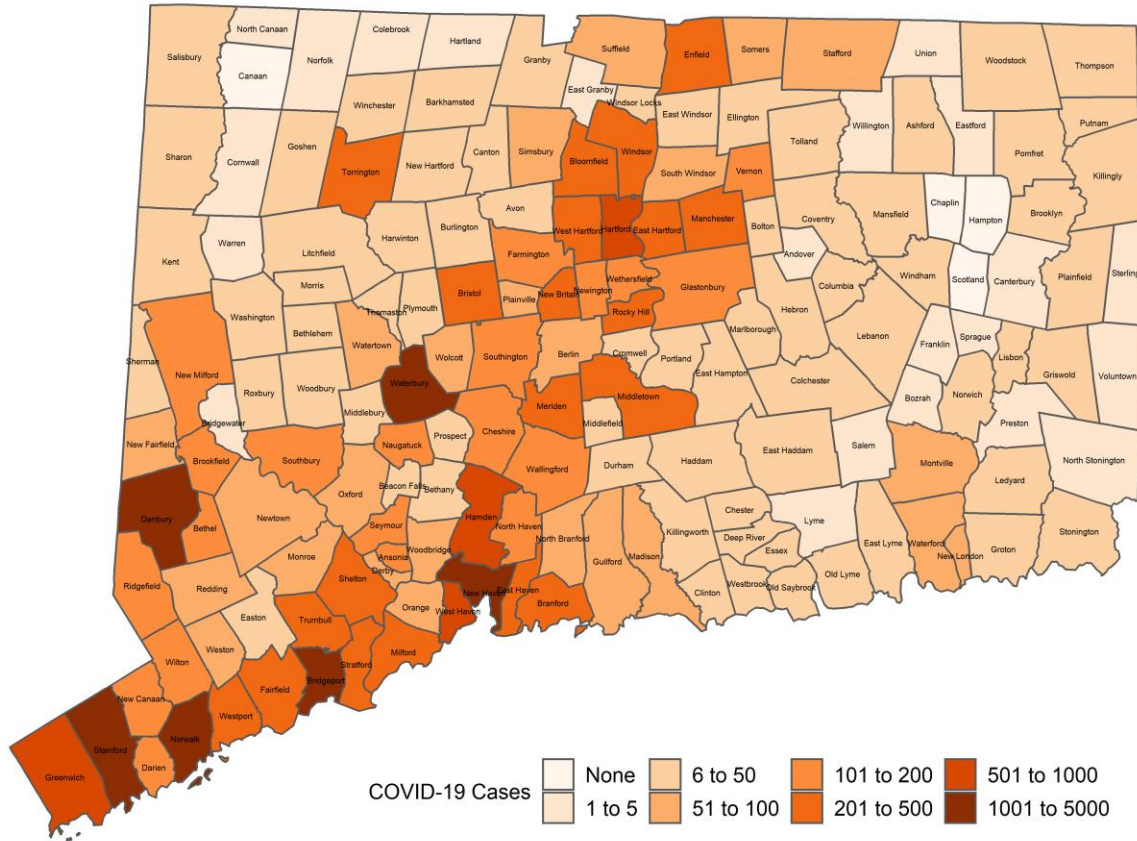 North Canaan
Colebrook
Hartland
Salisbury
Canaan
Norfolk
Granby
Suffield
Enfield
Somers
Stafford
Union
Woodstock
Thompson
East Granby
Windsor Locks
Winchester
Barkhamsted
East Windsor
Ellington
Willington
Ashford
Eastford
Putnam
Sharon
Cornwall
Goshen
Torrington
New Hartford
Canton
Simsbury
Bloomfield
Windsor
South Windsor
Vernon
Tolland
Pomfret
Killingly
Kent
Warren
Litchfield
Harwinton
Burlington
Avon
West Hartford
Hartford
East Hartford
Manchester
Bolton
Coventry
Mansfield
Chaplin
Hampton
Brooklyn
Farmington
Andover
Morris
Thomaston
Plymouth
Bristol
Plainville
New Britain
Newington
Wethersfield
Glastonbury
Hebron
Columbia
Windham
Scotland
Canterbury
Plainfield
Sterling
Washington
Bethlehem
Watertown
Rocky Hill
Marlborough
Lebanon
Sherman
New Milford
Roxbury
Woodbury
Waterbury
Wolcott
Southington
Berlin
Cromwell
Portland
East Hampton
Colchester
Franklin
Sprague
Lisbon
Griswold
Voluntown
Bridgewater
Middlebury
Meriden
Middletown
Middlefield
Bozrah
Norwich
Preston
New Fairfield
Brookfield
Southbury
Naugatuck
Prospect
Cheshire
Wallingford
Durham
Haddam
East Haddam
Salem
Montville
North Stonington
Danbury
Bethel
Newtown
Oxford
Beacon Falls
Bethany
Hamden
North Haven
Ledyard
Seymour
Woodbridge
North Branford
Guilford
Madison
Killingworth
Chester
Deep River
Essex
Lyme
East Lyme
Waterford
New London
Groton
Stonington
Ridgefield
Redding
Monroe
Ansonia
Derby
Shelton
Orange
West Haven
New Haven
East Haven
Branford
Clinton
Westbrook
Old Saybrook
Old Lyme
Easton
Trumbull
Wilton
Weston
Stratford
Milford
New Canaan
Westport
Fairfield
Bridgeport
Greenwich
Stamford
Darien
Norwalk
COVID-19 Cases
None
6 to 50
101 to 200
501 to 1000
1 to 5
51 to 100
201 to 500
1001 to 5000